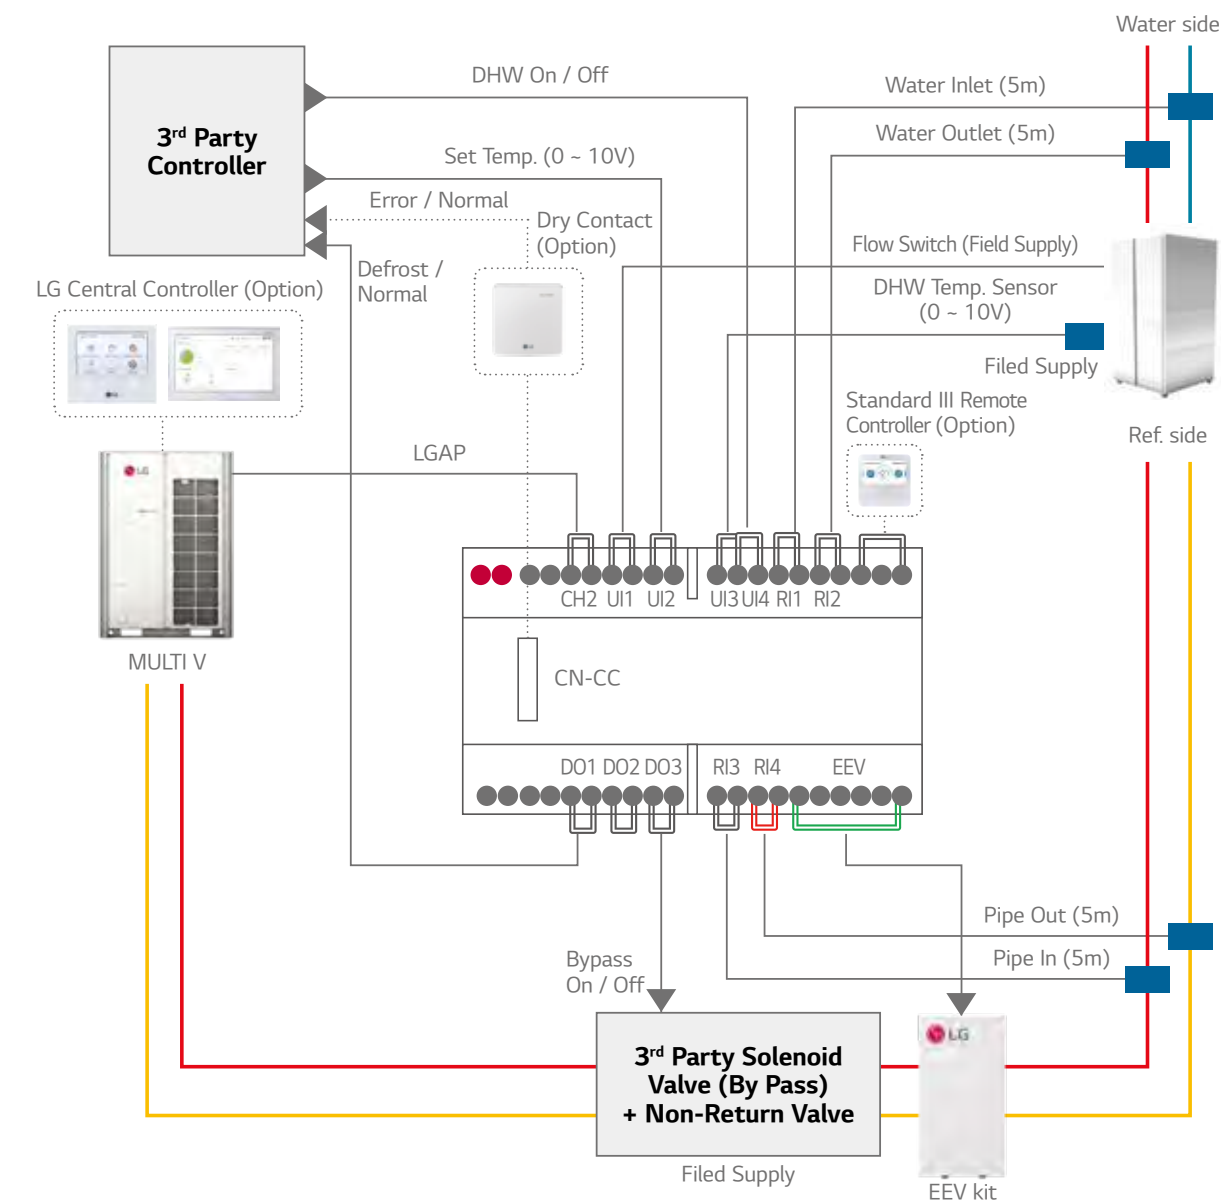 Water side
DHW On / Off
Water Inlet (5m)
3rd Party
Controller
Water Outlet (5m)
Set Temp. (0 ~ 10V)
Error / Normal
Dry Contact
(Option)
Flow Switch (Field Supply)
Defrost /
Normal
LG Central Controller (Option)
DHW Temp. Sensor
(0 ~ 10V)
Filed Supply
Standard III Remote
Controller (Option)
Ref. side
LGAP
LG
CH2 UI1 UI2 UI3 UI4 RI1 RI2
MULTI V
CN-CC
DO1 DO2 DO3 RI3 RI4 EEV
Pipe Out (5m)
Pipe In (5m)
Bypass
On / Off
LG
3rd Party Solenoid
Valve (By Pass)
+ Non-Return Valve
Filed Supply
EEV kit